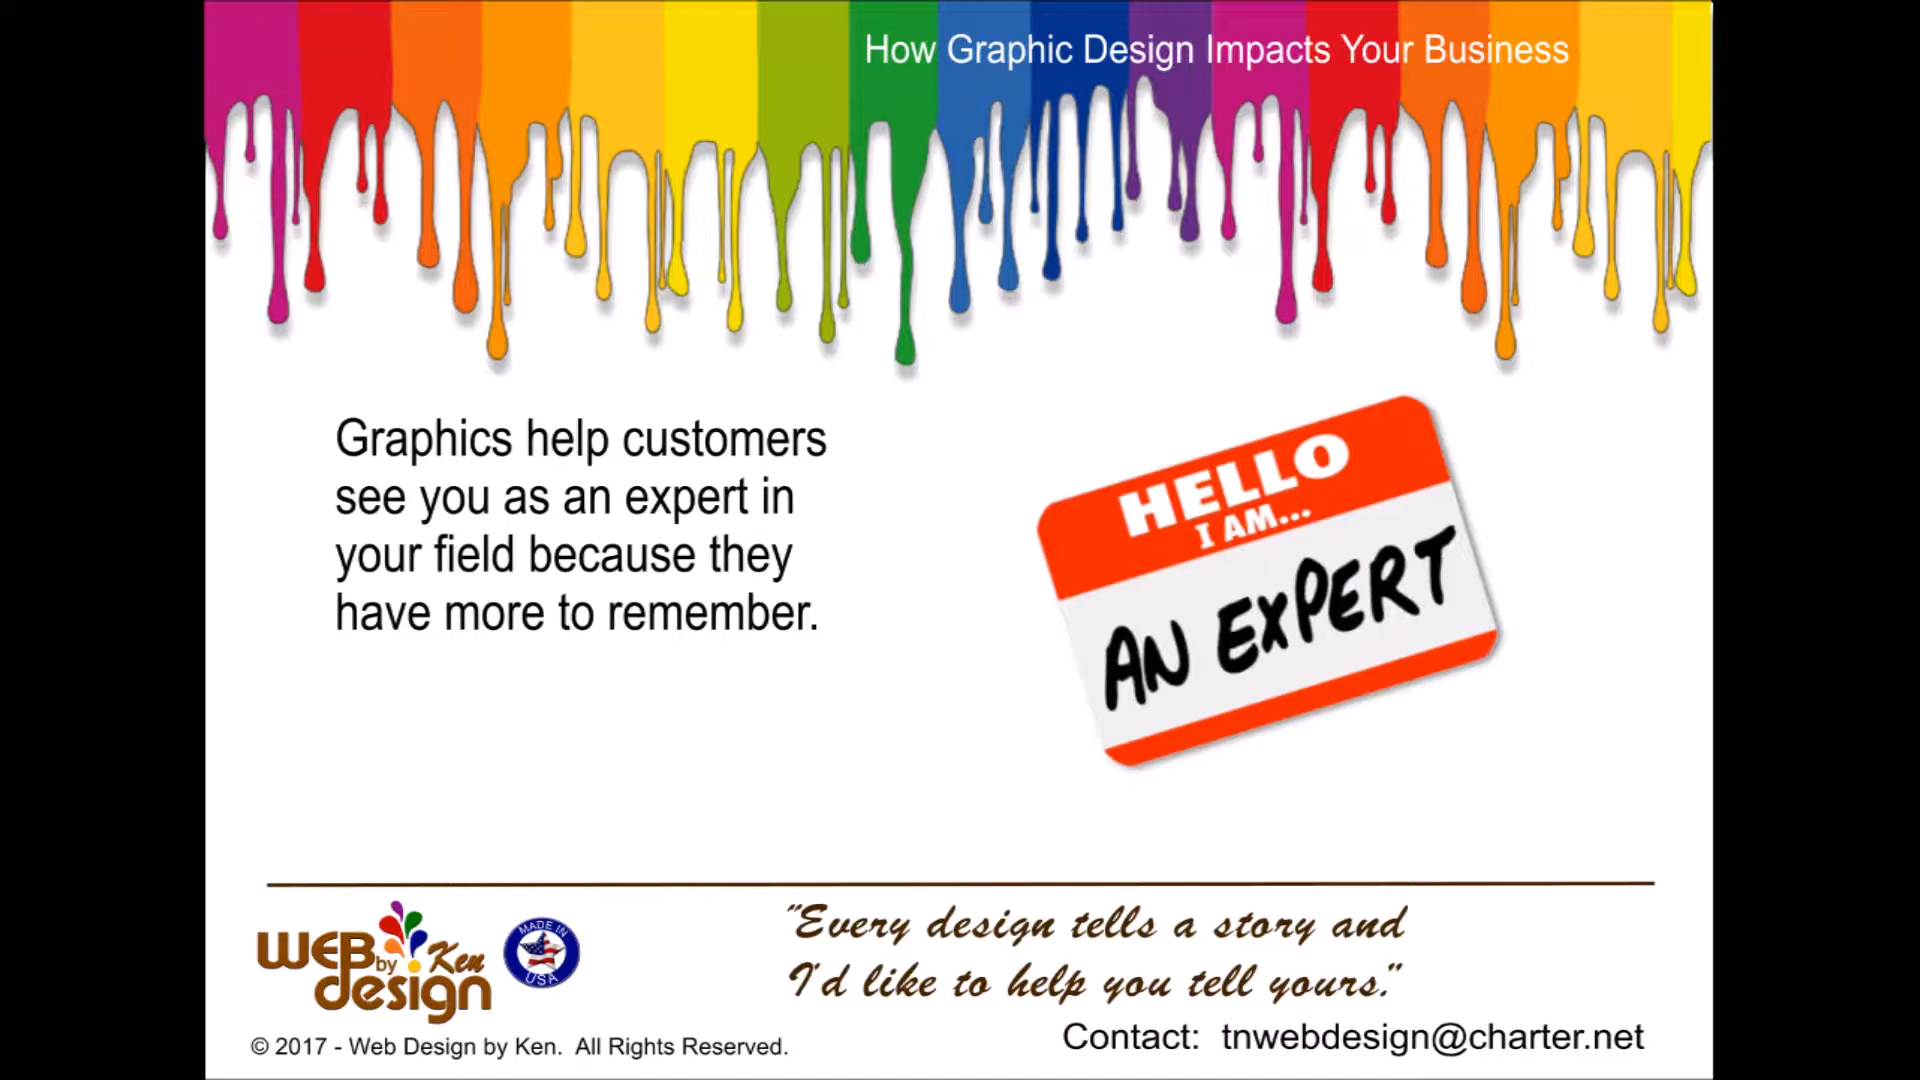 How Graphic Design Impacts Your Business
Graphics help customers
see you as an expert in
your field because they
have more to remember.
HELLO
I AM...
AN EXPERT
WEB by Ken
design
MADE IN
USA
"Every design tells a story and
I'd like to help you tell yours."
Contact: tnwebdesign@charter.net
© 2017 - Web Design by Ken. All Rights Reserved.